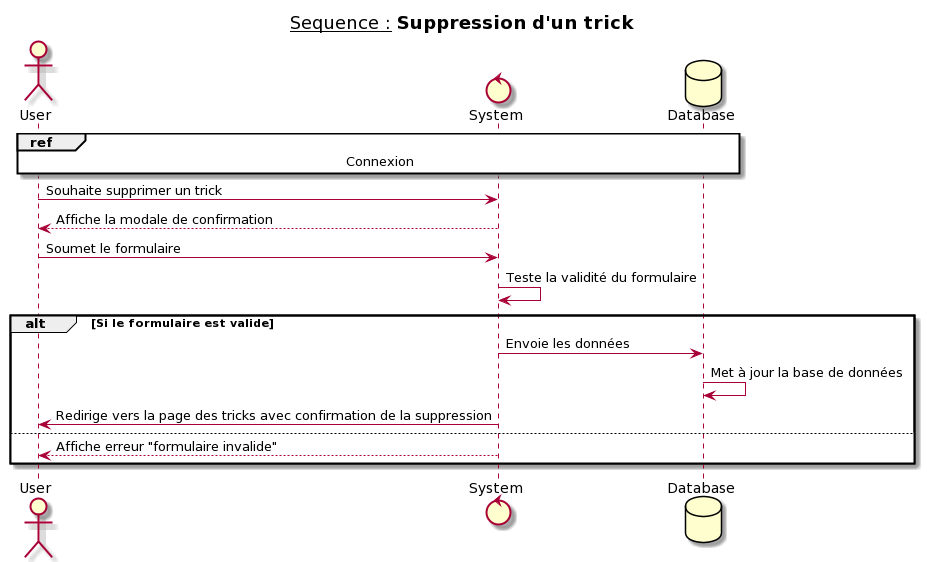 Sequence : Suppression d'un trick
User
System
Database
ref
Connexion
Souhaite supprimer un trick
Affiche la modale de confirmation
Soumet le formulaire
Teste la validité du formulaire
alt [Si le formulaire est valide]
Envoie les données
Met à jour la base de données
Redirige vers la page des tricks avec confirmation de la suppression
Affiche erreur "formulaire invalide"
User
System
Database